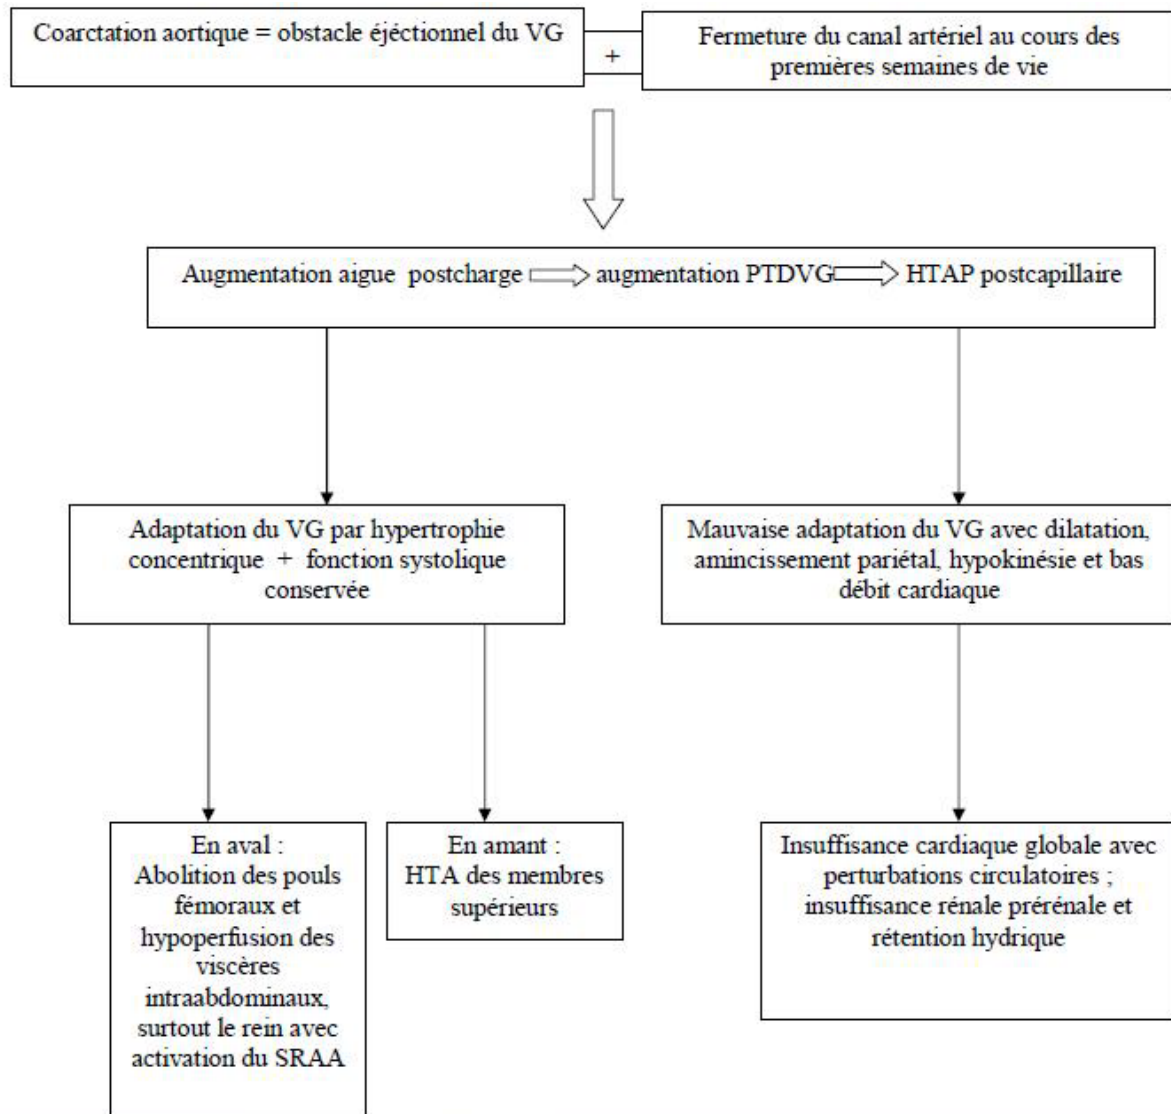 Coarctation aortique = obstacle éjéctionnel du VG
+
Fermeture du canal artériel au cours des
premières semaines de vie
Augmentation aigue postcharge
augmentation PTDVG
HTAP postcapillaire
Adaptation du VG par hypertrophie
concentrique + fonction systolique
conservée
Mauvaise adaptation du VG avec dilatation,
amincissement pariétal, hypokinésie et bas
débit cardiaque
En aval :
Abolition des pouls
fémoraux et
hypoperfusion des
viscères
intraabdominaux,
surtout le rein avec
activation du SRAA
En amant :
HTA des membres
supérieurs
Insuffisance cardiaque globale avec
perturbations circulatoires ;
insuffisance rénale prérénale et
rétention hydrique